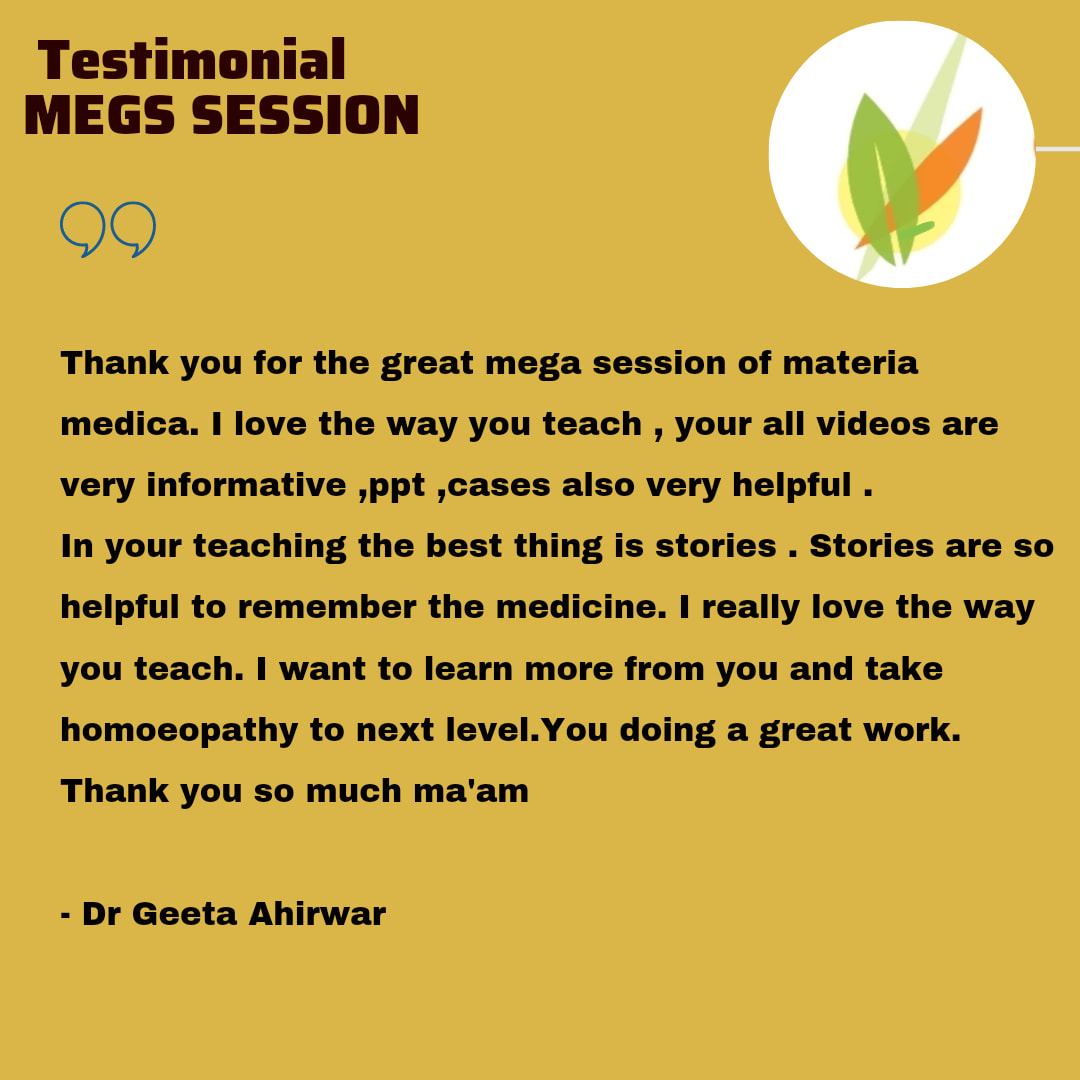 Testimonial
MEGS SESSION
Thank you for the great mega session of materia
medica. I love the way you teach , your all videos are
very informative ,ppt ,cases also very helpful .
In your teaching the best thing is stories . Stories are so
helpful to remember the medicine. I really love the way
you teach. I want to learn more from you and take
homoeopathy to next level.You doing a great work.
Thank you so much ma'am
- Dr Geeta Ahirwar